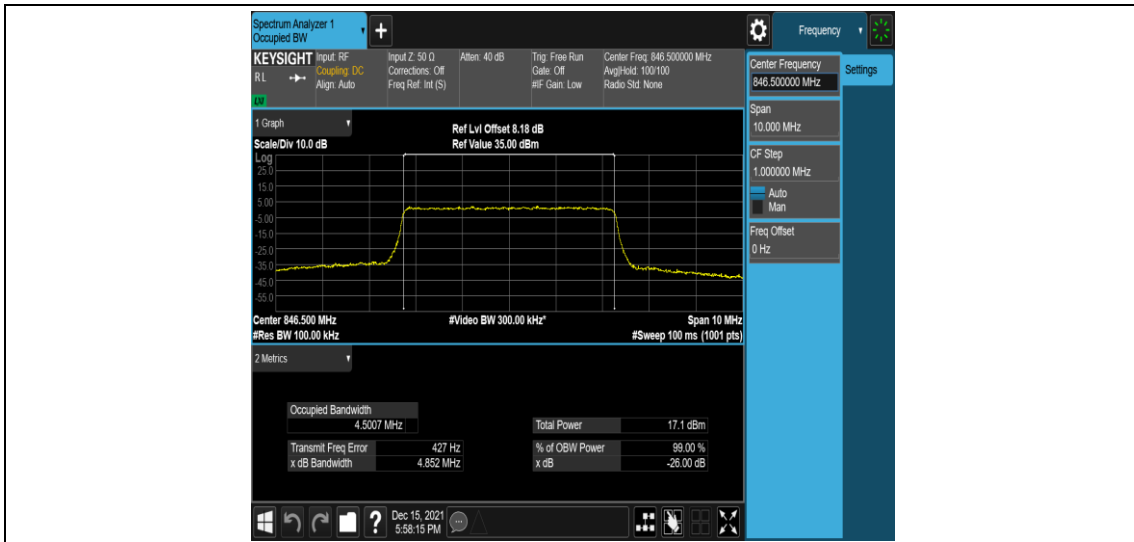 Spectrum Analyzer 1
Occupied BW
+
Frequency
KEYSIGHT
RL
LXI
Input: RF
Coupling: DC
Align: Auto
Input Z: 50 Ω
Corrections: Off
Freq Ref: Int (S)
Atten: 40 dB
Trig: Free Run
Gate: Off
#IF Gain: Low
Center Freq: 846.500000 MHz
Avg|Hold: 100/100
Radio Std: None
Center Frequency
846.500000 MHz
Settings
Span
10.000 MHz
CF Step
1.000000 MHz
Auto
Man
Freq Offset
0 Hz
1 Graph
Scale/Div 10.0 dB
Ref Lvl Offset 8.18 dB
Ref Value 35.00 dBm
Log
25.0
15.0
5.00
-5.00
-15.0
-25.0
-35.0
-45.0
-55.0
Center 846.500 MHz
#Video BW 300.00 kHz*
Span 10 MHz
#Res BW 100.00 kHz
#Sweep 100 ms (1001 pts)
2 Metrics
Occupied Bandwidth
4.5007 MHz
Total Power 17.1 dBm
Transmit Freq Error 427 Hz
% of OBW Power 99.00 %
x dB Bandwidth 4.852 MHz
x dB -26.00 dB
?
Dec 15, 2021
5:58:15 PM